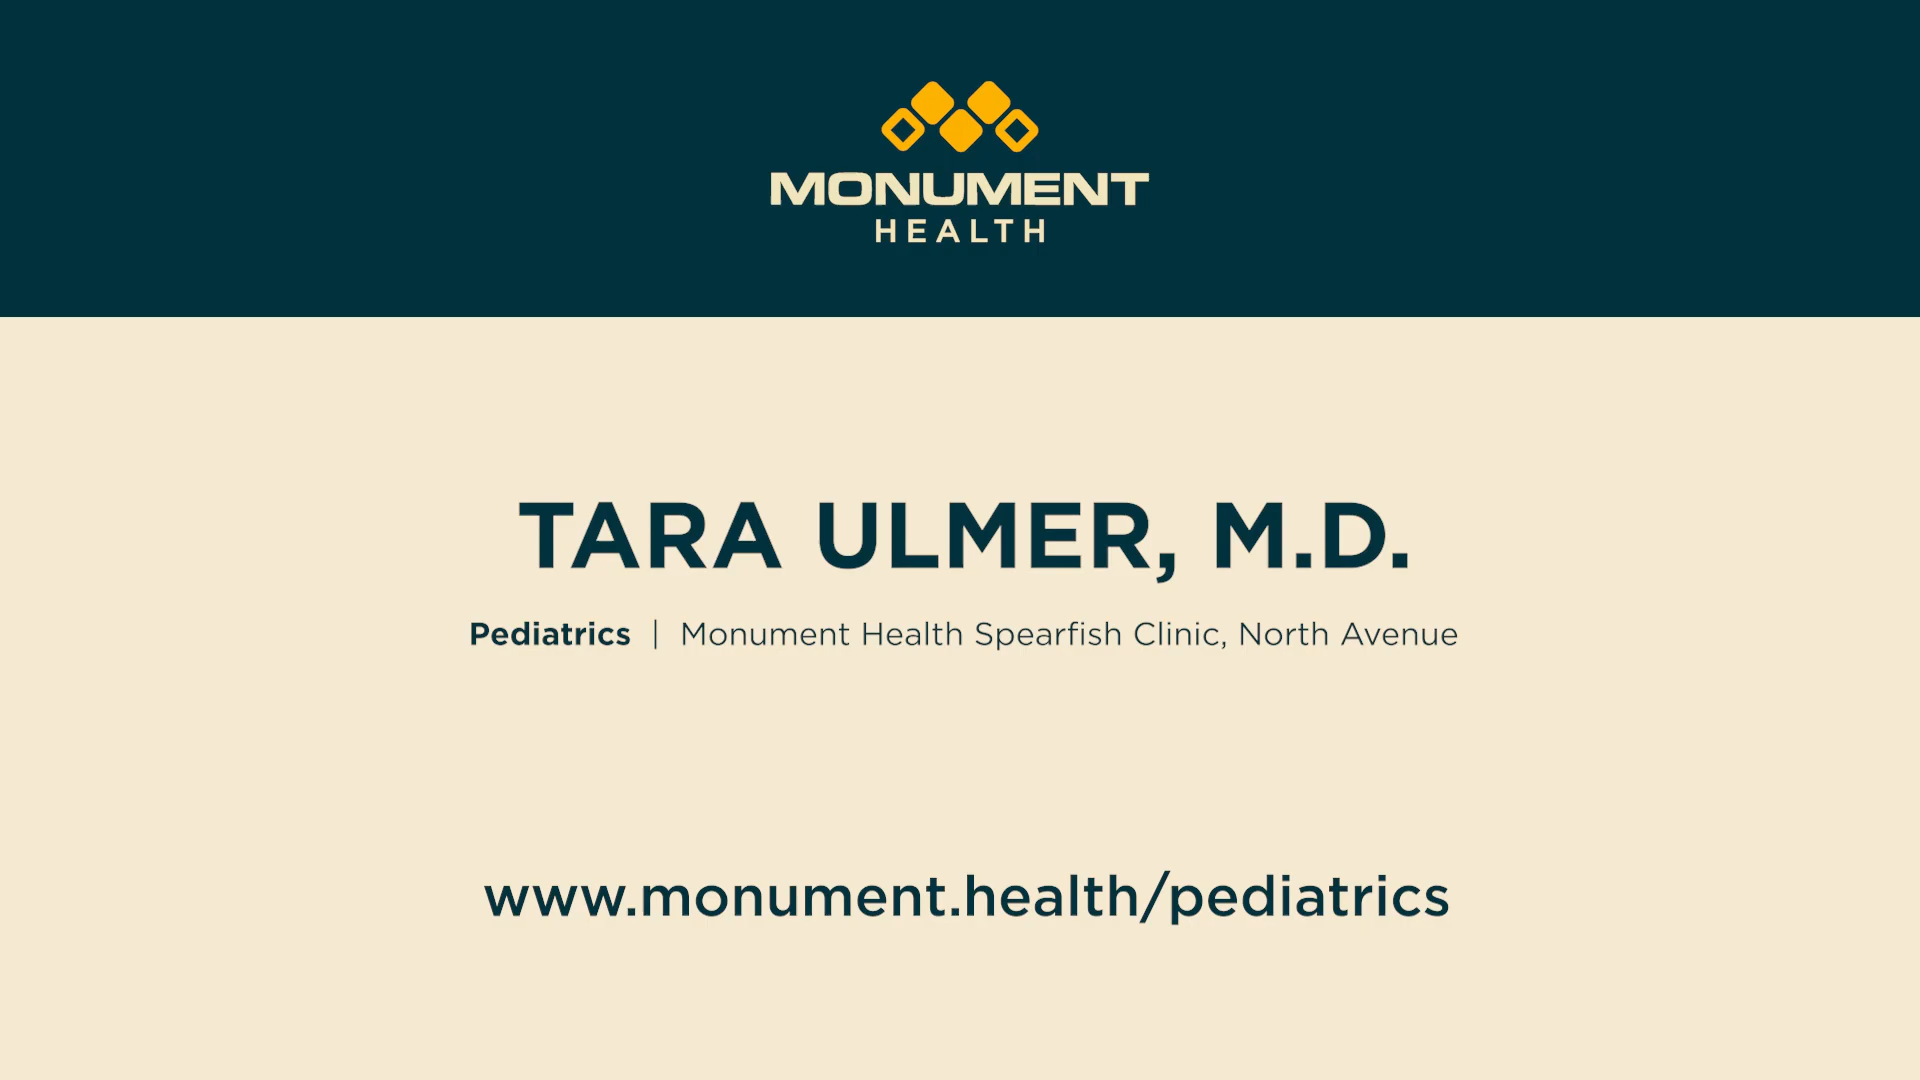 MONUMENT
HEALTH
TARA ULMER, M.D.
Pediatrics | Monument Health Spearfish Clinic, North Avenue
www.monument.health/pediatrics